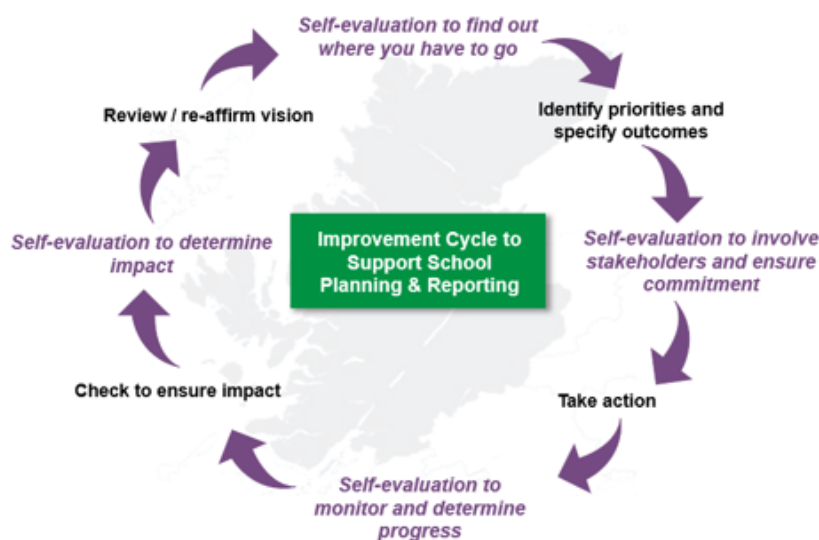 Self-evaluation to find out
where you have to go
Identify priorities and
specify outcomes
Self-evaluation to involve
stakeholders and ensure
commitment
Take action
Self-evaluation to
monitor and determine
progress
Check to ensure impact
Self-evaluation to determine
impact
Review / re-affirm vision
Improvement Cycle to
Support School
Planning & Reporting